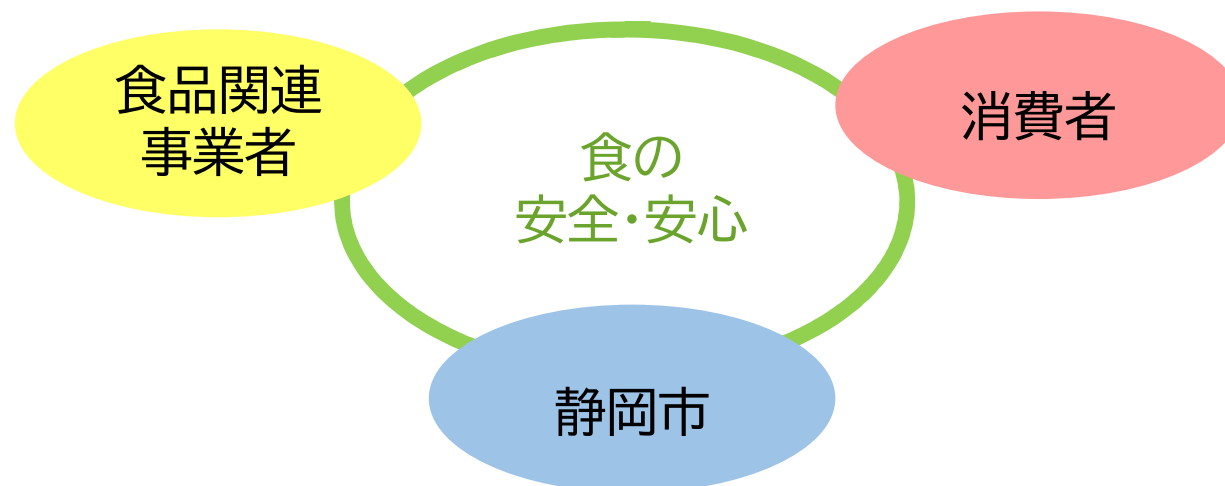 食品関連
事業者
消費者
食の
安全･安心
静岡市